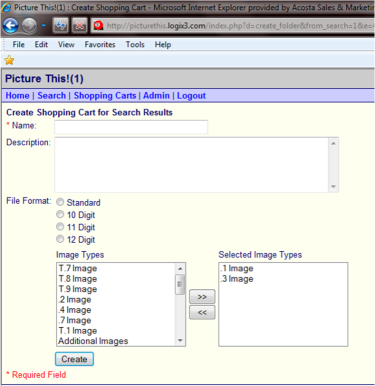 Picture This!(1) : Create Shopping Cart - Microsoft Internet Explorer provided by Acosta Sales & Marketin
http://picturethis.logix3.com/index.php?d=create_folder&from_search=1&e=
File Edit View Favorites Tools Help
Picture This!(1)
Home | Search | Shopping Carts | Admin | Logout
Create Shopping Cart for Search Results
* Name:
Description:
File Format: Standard
10 Digit
11 Digit
12 Digit
Image Types Selected Image Types
T.7 Image .1 Image
T.8 Image .3 Image
T.9 Image
.2 Image
.4 Image
.7 Image
T.1 Image
Additional Images
>>
<<
Create
* Required Field